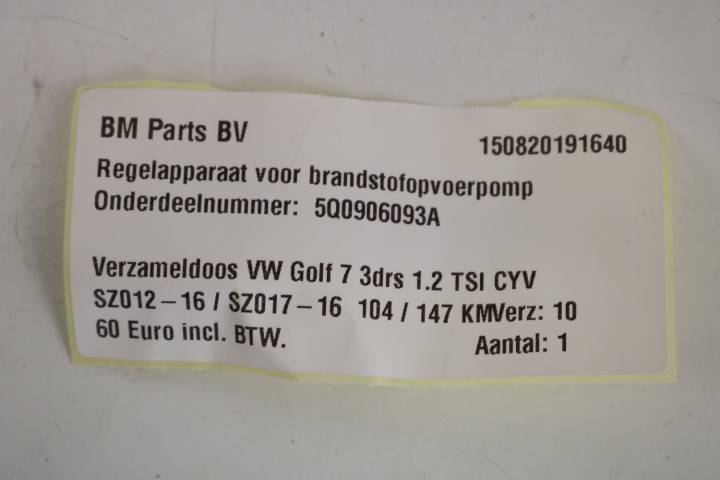 BM Parts BV 150820191640
Regelapparaat voor brandstofopvoerpomp
Onderdeelnummer: 5Q0906093A
Verzameldoos VW Golf 7 3drs 1.2 TSI CYV
SZ012-16 / SZ017-16 104 / 147 KMVerz: 10
60 Euro incl. BTW. Aantal: 1